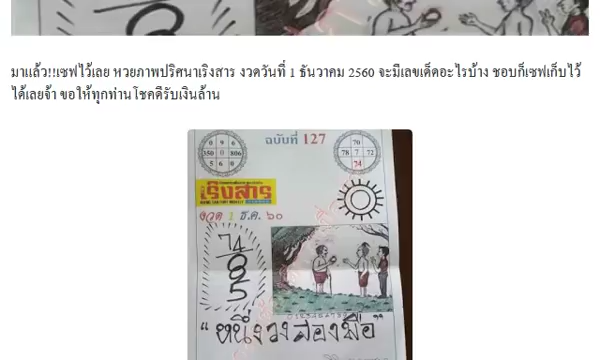 มาแล้ว!!เซฟไว้เลย หวยภาพปริศนาเริงสาร งวดวันที่ 1 ธันวาคม 2560 จะมีเลขเด็ดอะไรบ้าง ชอบก็เซฟเก็บไว้
ได้เลยจ้า ขอให้ทุกท่านโชคดีรับเงินล้าน
ฉบับที่ 127
0 9 6
350 0 806
5 6 0
70
78 7 72
74
เริงสาร
งวด 1 ธ.ค. ๖๐
74
8
5
"หนึ่งวงสองมือ"